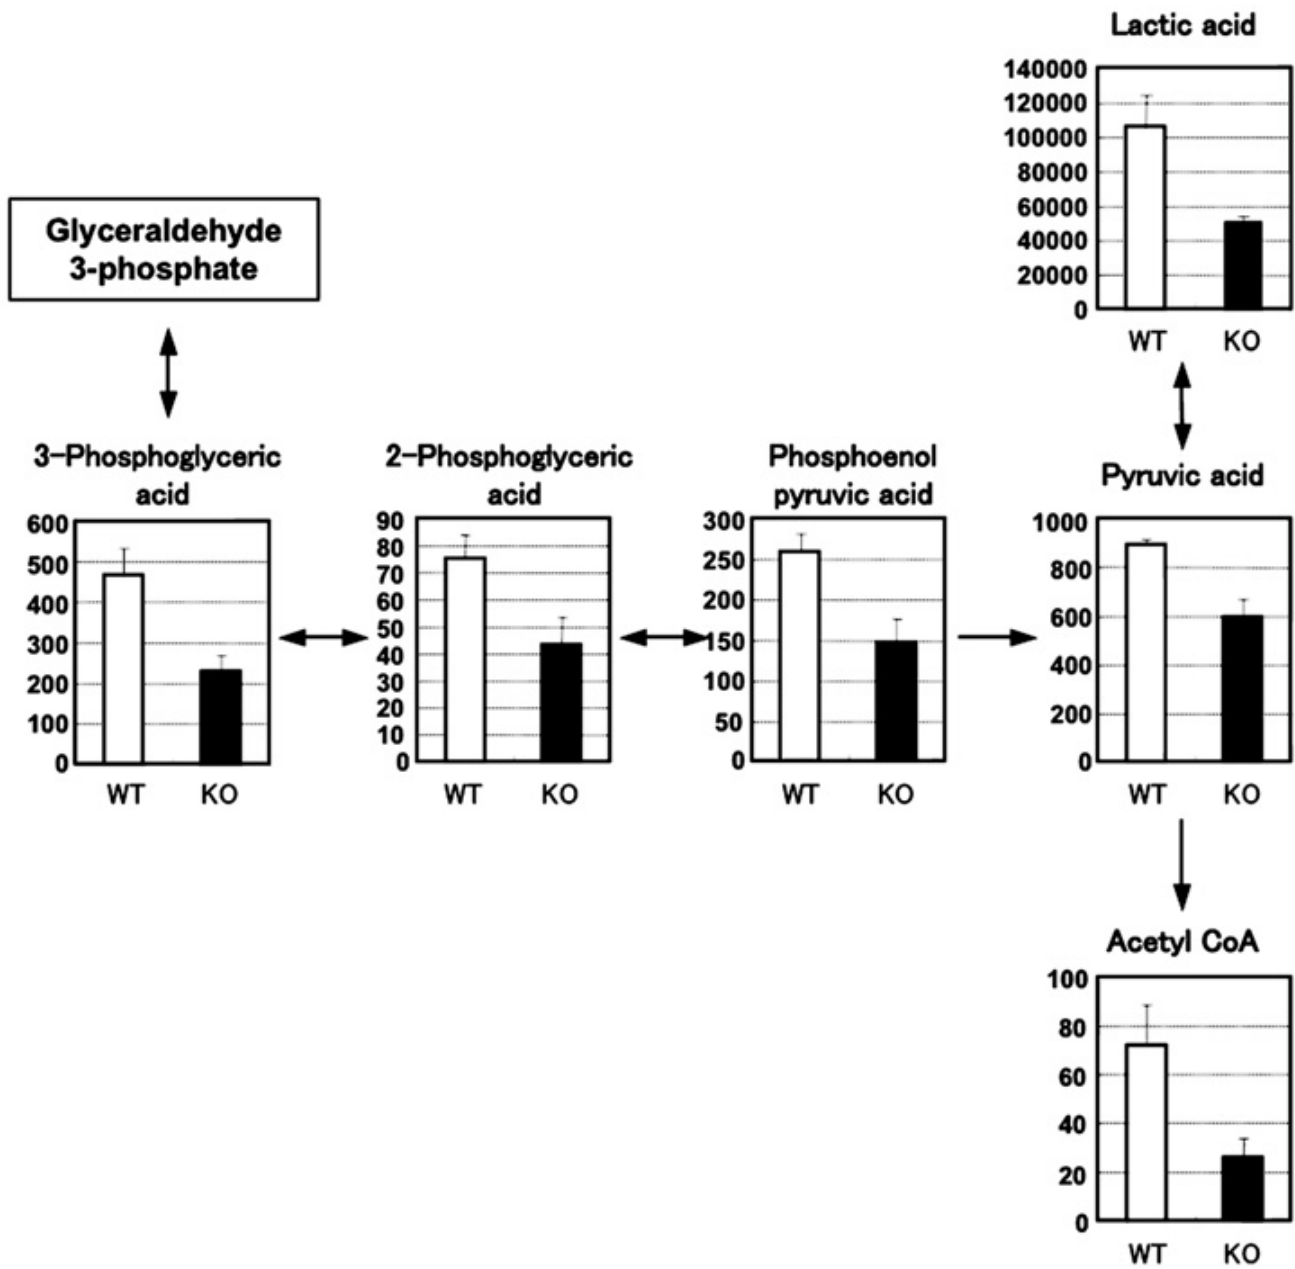 Lactic acid
140000
120000
100000
80000
60000
40000
20000
0
WT KO
Glyceraldehyde
3-phosphate
3-Phosphoglyceric
acid
600
500
400
300
200
100
0
WT KO
2-Phosphoglyceric
acid
90
80
70
60
50
40
30
20
10
0
WT KO
Phosphoenol
pyruvic acid
300
250
200
150
100
50
0
WT KO
Pyruvic acid
1000
800
600
400
200
0
WT KO
Acetyl CoA
100
80
60
40
20
0
WT KO